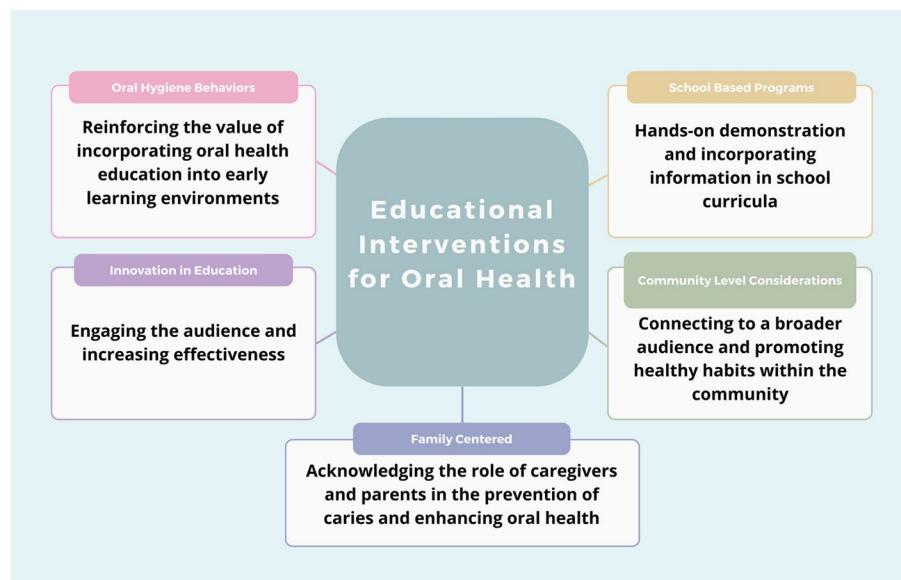 Oral Hygiene Behaviors
Reinforcing the value of
incorporating oral health
education into early
learning environments
Innovation in Education
Engaging the audience and
increasing effectiveness
Educational
Interventions
for Oral Health
School Based Programs
Hands-on demonstration
and incorporating
information in school
curricula
Community Level Considerations
Connecting to a broader
audience and promoting
healthy habits within the
community
Family Centered
Acknowledging the role of caregivers
and parents in the prevention of
caries and enhancing oral health